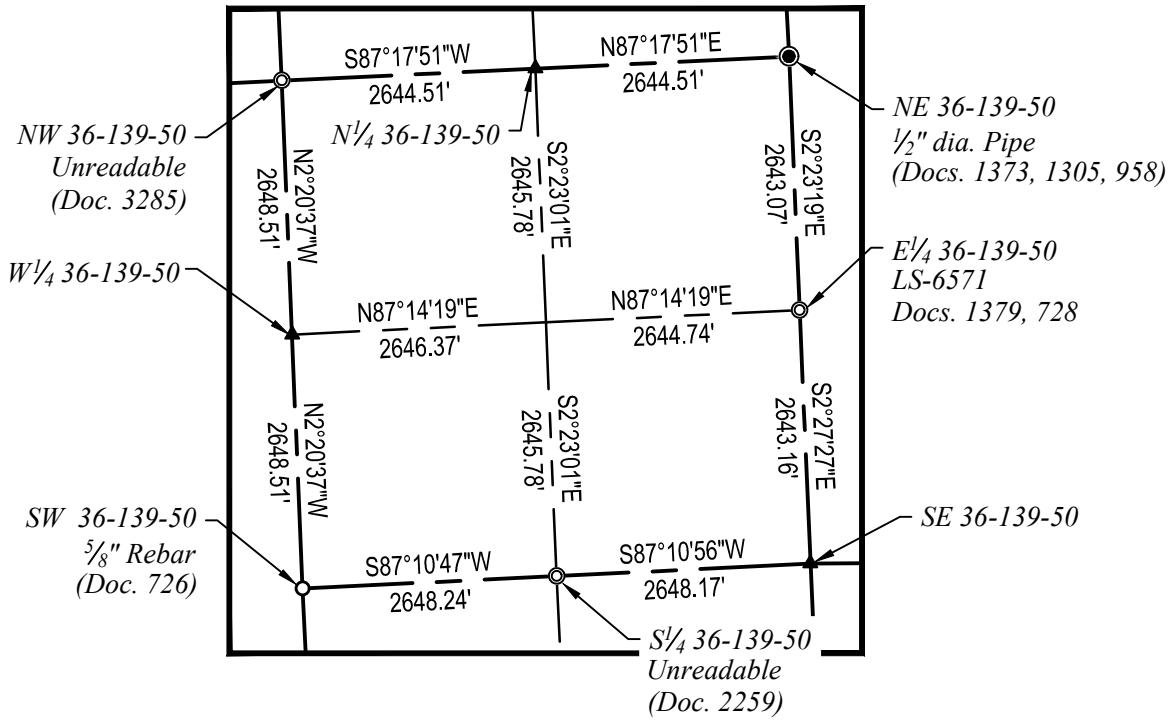 S87°17'51"W
2644.51'
N87°17'51"E
2644.51'
NW 36-139-50
Unreadable
(Doc. 3285)
N¼ 36-139-50
NE 36-139-50
½" dia. Pipe
(Docs. 1373, 1305, 958)
N2°20'37"W
2648.51'
S2°23'01"E
2645.78'
S2°23'19"E
2643.07'
W¼ 36-139-50
E¼ 36-139-50
LS-6571
Docs. 1379, 728
N87°14'19"E
2646.37'
N87°14'19"E
2644.74'
N2°20'37"W
2648.51'
S2°23'01"E
2645.78'
S2°27'27"E
2643.16'
SW 36-139-50
⅝" Rebar
(Doc. 726)
SE 36-139-50
S87°10'47"W
2648.24'
S87°10'56"W
2648.17'
S¼ 36-139-50
Unreadable
(Doc. 2259)